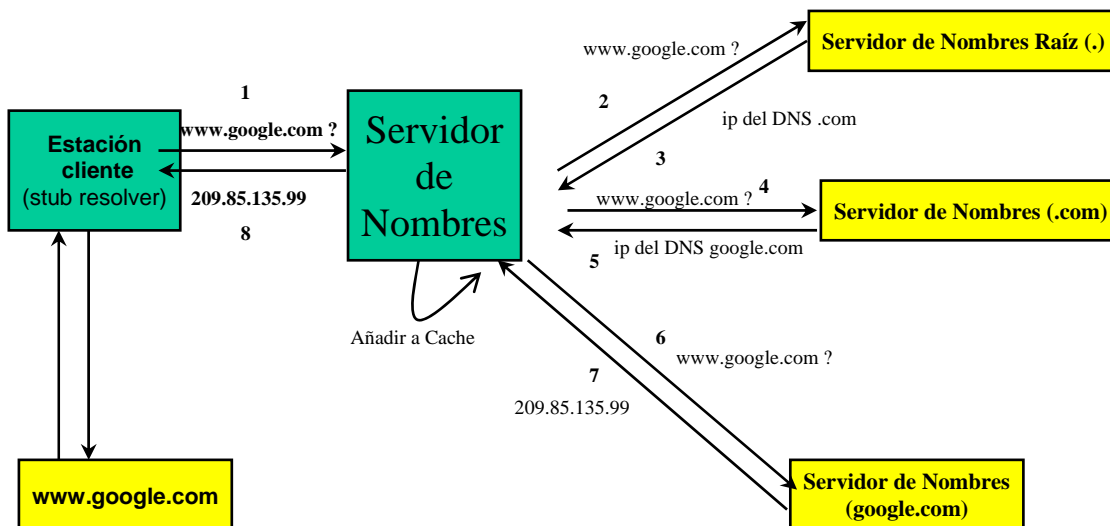 www.google.com ?
Servidor de Nombres Raíz (.)
1
2
ip del DNS .com
Estación
cliente
(stub resolver)
www.google.com ?
Servidor
de
Nombres
3
209.85.135.99
8
www.google.com ?
4
Servidor de Nombres (.com)
5
ip del DNS google.com
Añadir a Cache
6
www.google.com ?
7
209.85.135.99
www.google.com
Servidor de Nombres
(google.com)